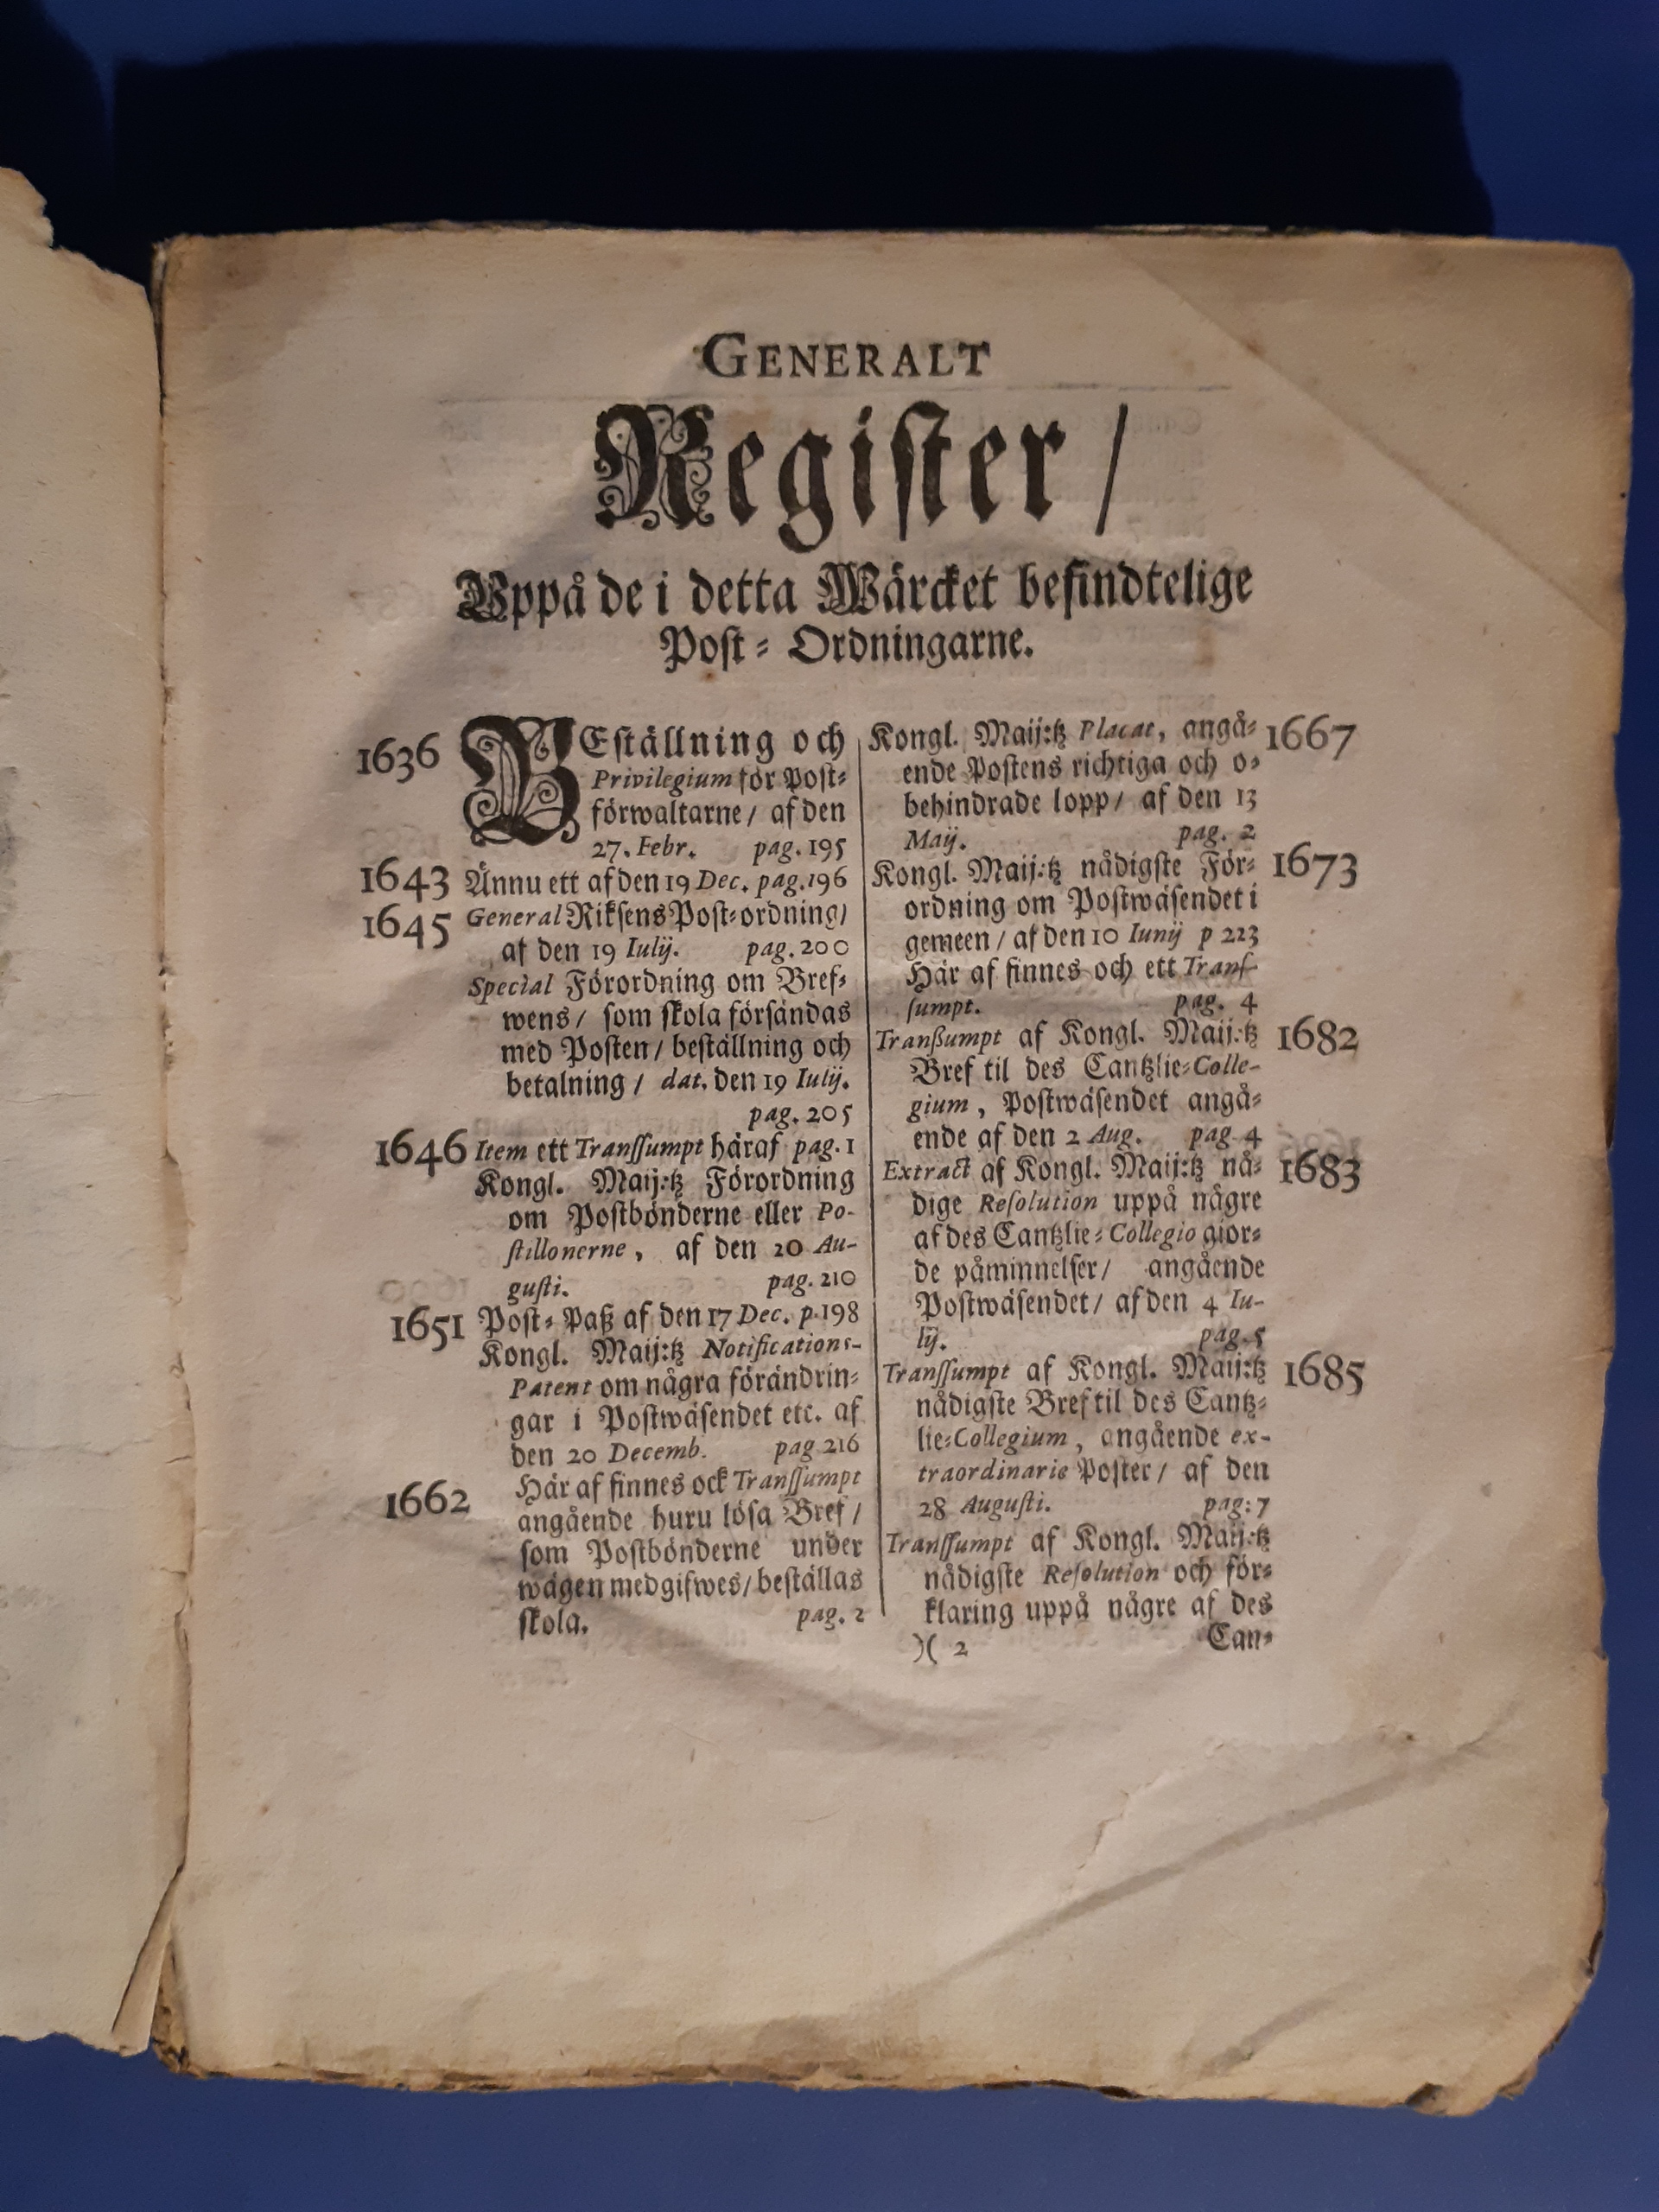 GENERALT
Register /
Uppå de i detta Wärcket befindtelige
Post⸗Ordningarne.
1636 BEställning och
Privilegium för Post⸗
förwaltarne / af den
27. Febr. pag. 195
1643 Ännu ett af den 19 Dec. pag. 196
1645 General Riksens Post⸗ordning /
af den 19 Iulij. pag. 200
Special Förordning om Bref⸗
wens / som skola försändas
med Posten / beställning och
betalning / dat. den 19 Iulij.
pag. 205
1646 Item ett Transsumpt häraf pag. 1
Kongl. Maij:tz Förordning
om Postbönderne eller Po-
stillonerne, af den 20 Au-
gusti. pag. 210
1651 Post⸗Paß af den 17 Dec. p. 198
Kongl. Maij:tz Notifications-
Patent om några förändrin⸗
gar i Postwäsendet etc. af
den 20 Decemb. pag 216
1662 Här af finnes ock Transsumpt
angående huru lösa Bref /
som Postbönderne under
wägen medgifwes / beställas
skola. pag. 2
Kongl. Maij:tz Placat, angå⸗ 1667
ende Postens richtiga och o⸗
behindrade lopp / af den 13
Maij. pag. 2
Kongl. Maij:tz nådigste För⸗ 1673
ordning om Postwäsendet i
gemeen / af den 10 Iunij p 223
Här af finnes och ett Trans-
sumpt. pag. 4
Transsumpt af Kongl. Maij:tz 1682
Bref til des Cantzlie⸗Colle-
gium, Postwäsendet angå⸗
ende af den 2 Aug. pag 4
Extract af Kongl. Maij:tz nå⸗ 1683
dige Resolution uppå någre
af des Cantzlie⸗Collegio gior⸗
de påminnelser / angående
Postwäsendet / af den 4 Iu-
lij. pag. 5
Transsumpt af Kongl. Maij:tz 1685
nådigste Bref til des Cantz⸗
lie⸗Collegium, angående ex-
traordinarie Poster / af den
28 Augusti. pag: 7
Transsumpt af Kongl. Maij:tz
nådigste Resolution och för⸗
klaring uppå någre af des
)( 2 Can⸗